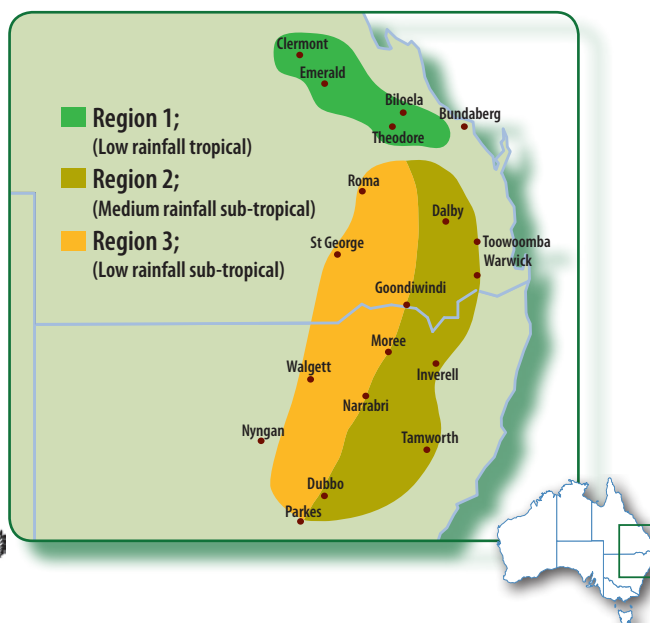 Clermont
Emerald
Biloela
Bundaberg
Theodore
Region 1;
(Low rainfall tropical)
Region 2;
(Medium rainfall sub-tropical)
Region 3;
(Low rainfall sub-tropical)
Roma
Dalby
St George
Toowoomba
Warwick
Goondiwindi
Moree
Walgett
Inverell
Narrabri
Nyngan
Tamworth
Dubbo
Parkes